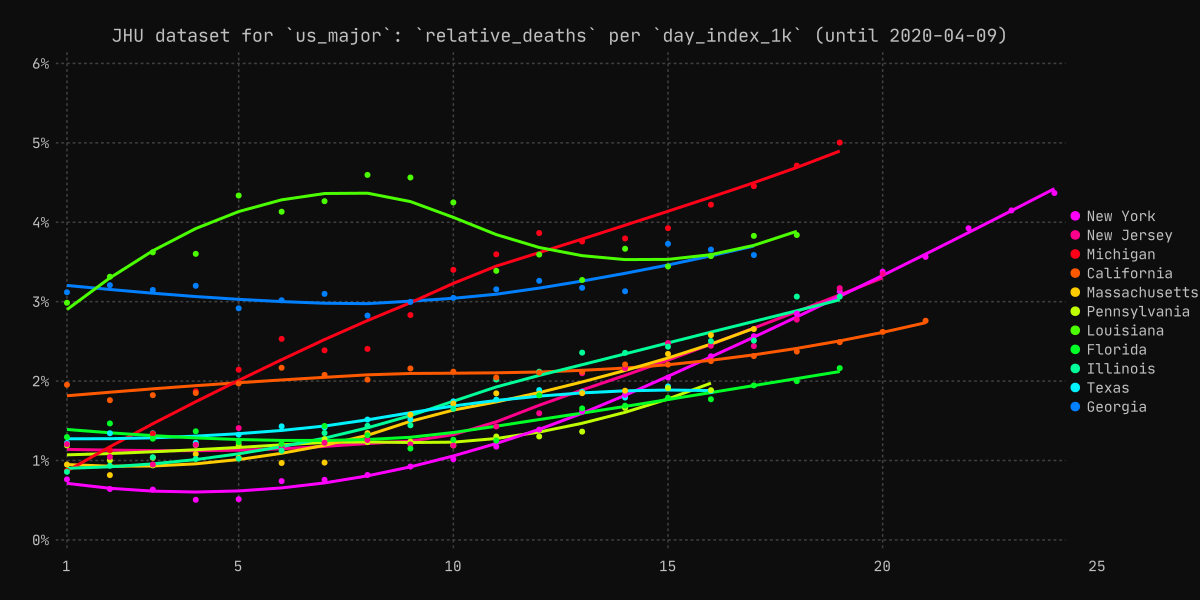 JHU dataset for `us_major`: `relative_deaths` per `day_index_1k` (until 2020-04-09)
6%
5%
4%
3%
2%
1%
0%
1 5 10 15 20 25
New York
New Jersey
Michigan
California
Massachusetts
Pennsylvania
Louisiana
Florida
Illinois
Texas
Georgia